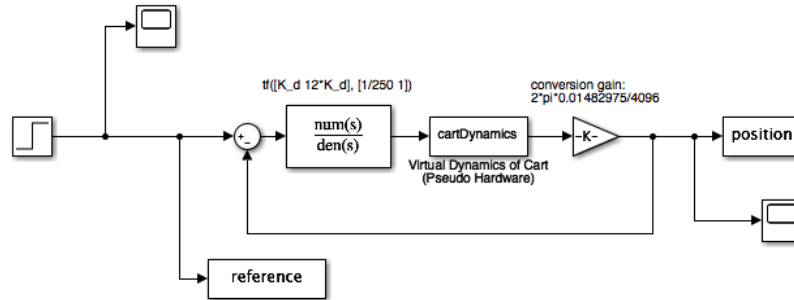 tf([K_d 12*K_d], [1/250 1])
conversion gain:
2*pi*0.01482975/4096
+
-
num(s)
den(s)
cartDynamics
-K-
position
Virtual Dynamics of Cart
(Pseudo Hardware)
reference